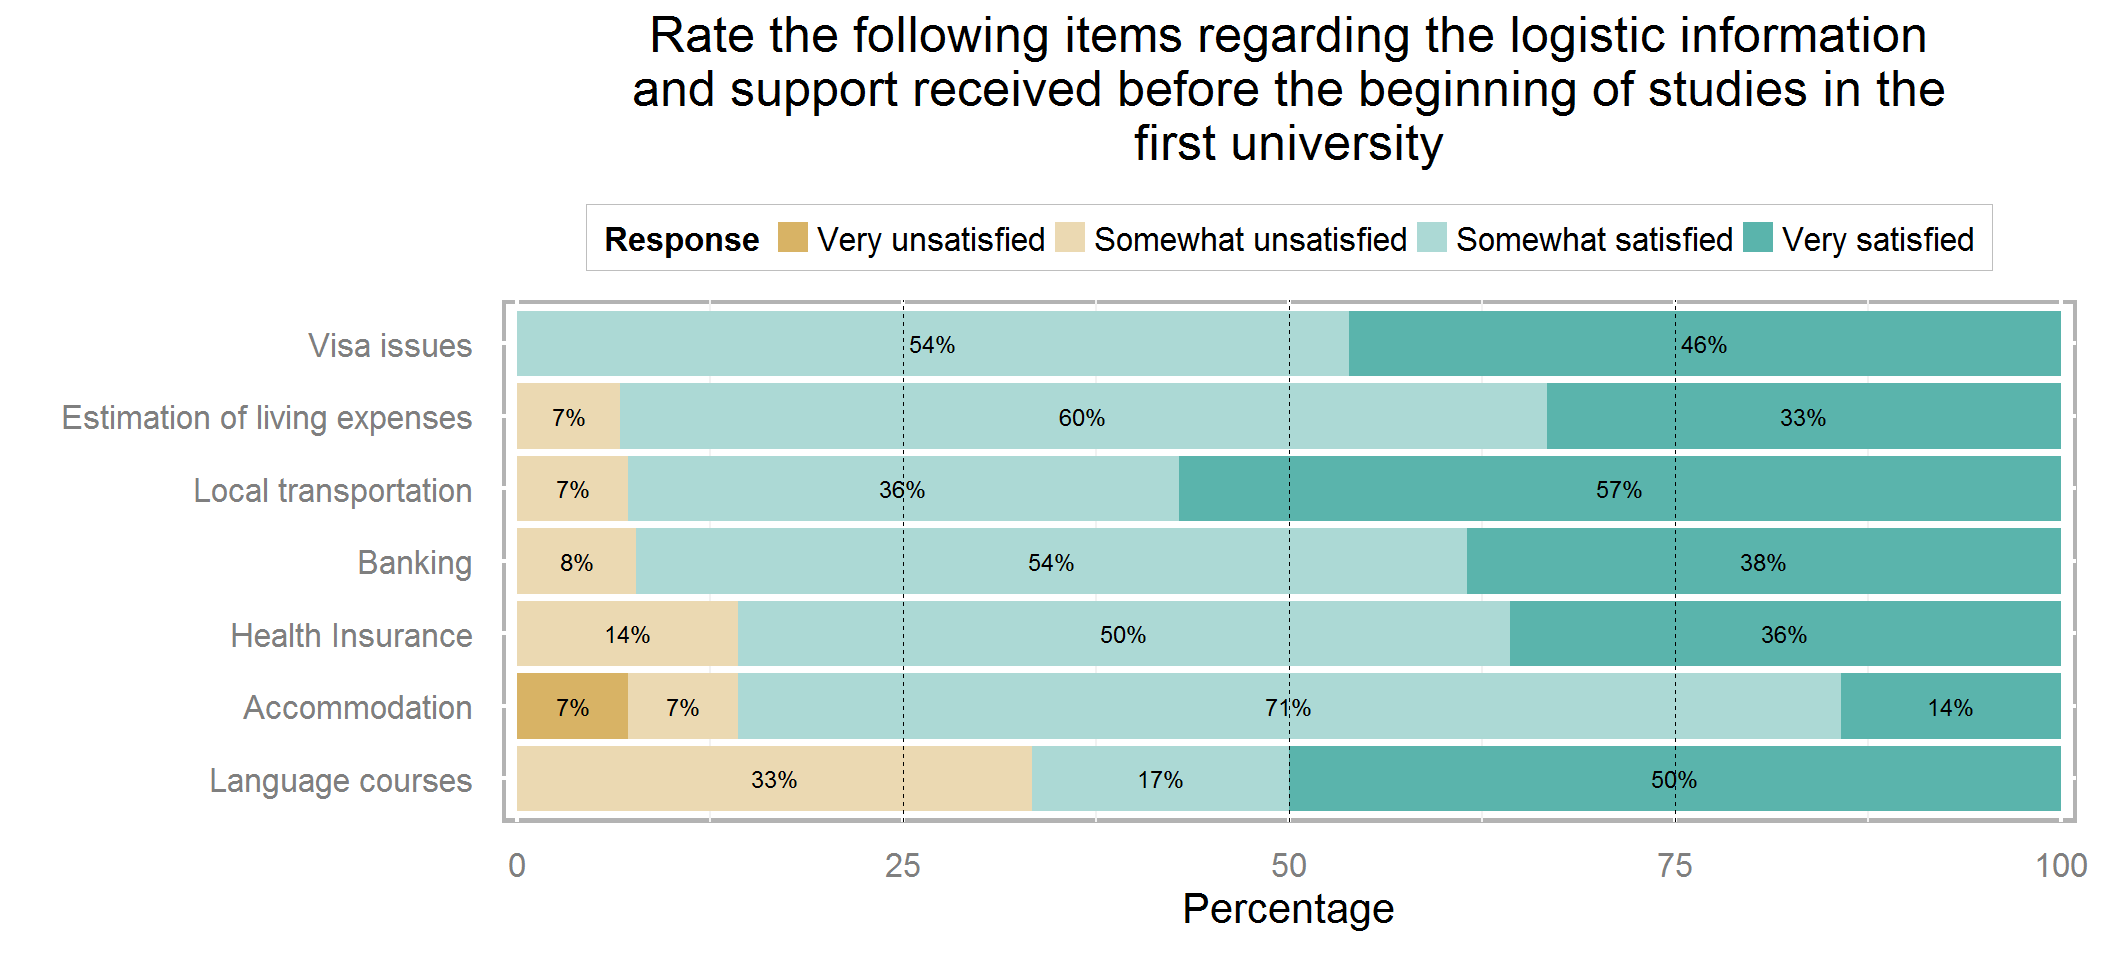 Rate the following items regarding the logistic information
and support received before the beginning of studies in the
first university
Response Very unsatisfied Somewhat unsatisfied Somewhat satisfied Very satisfied
Visa issues 54% 46%
Estimation of living expenses 7% 60% 33%
Local transportation 7% 36% 57%
Banking 8% 54% 38%
Health Insurance 14% 50% 36%
Accommodation 7% 7% 71% 14%
Language courses 33% 17% 50%
0 25 50 75 100
Percentage